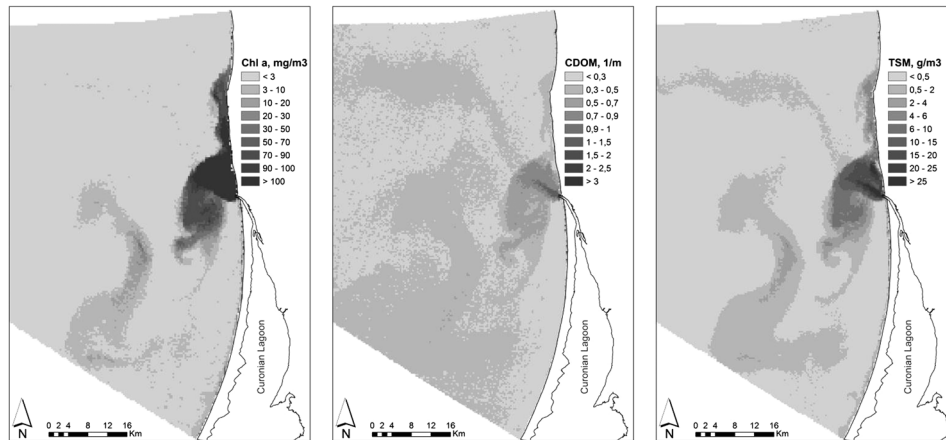 Chl a, mg/m3
< 3
3 - 10
10 - 20
20 - 30
30 - 50
50 - 70
70 - 90
90 - 100
> 100
Curonian Lagoon
N
0 2 4 8 12 16
Km
CDOM, 1/m
< 0,3
0,3 - 0,5
0,5 - 0,7
0,7 - 0,9
0,9 - 1
1 - 1,5
1,5 - 2
2 - 2,5
> 3
Curonian Lagoon
N
0 2 4 8 12 16
Km
TSM, g/m3
< 0,5
0,5 - 2
2 - 4
4 - 6
6 - 10
10 - 15
15 - 20
20 - 25
> 25
Curonian Lagoon
N
0 2 4 8 12 16
Km